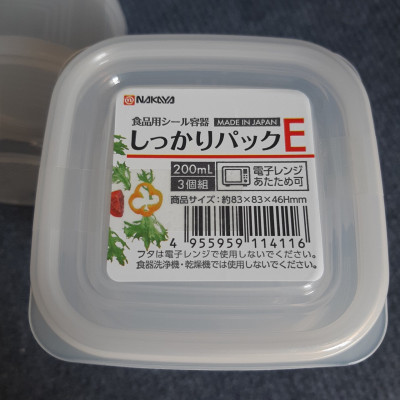 NAKAYA
食品用シール容器 MADE IN JAPAN
しっかりパックE
200mL
3個組
電子レンジ
あたため可
商品サイズ：約83×83×46Hmm
4 955959 114116
フタは電子レンジで使用しないでください。
食器洗浄機・乾燥機では使用しないでください。